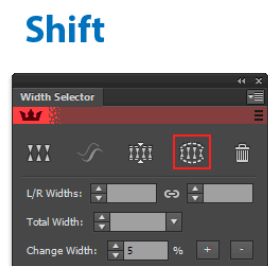 Shift
Width Selector
L/R Widths:
Total Width:
Change Width: 5 % + -